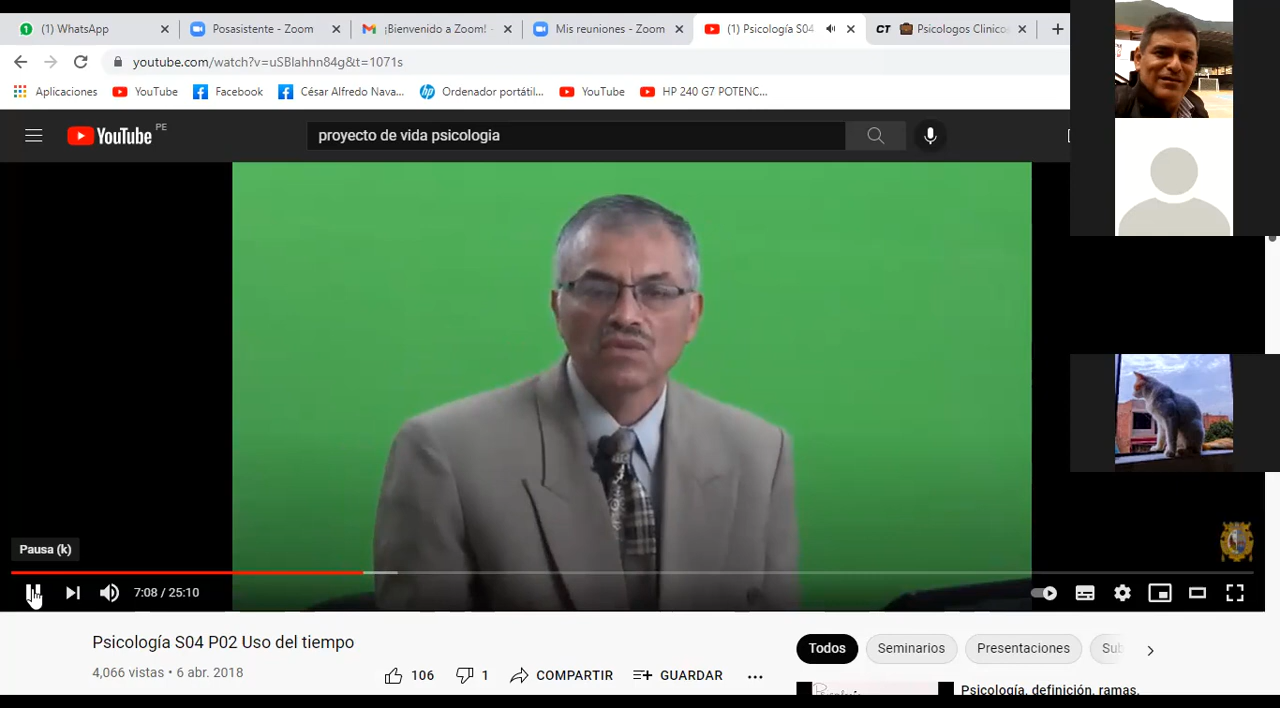 (1) WhatsApp
Posasistente - Zoom
¡Bienvenido a Zoom! -
Mis reuniones - Zoom
(1) Psicología S04
CT Psicologos Clinicos
youtube.com/watch?v=uSBlahhn84g&t=1071s
Aplicaciones
YouTube
Facebook
César Alfredo Nava...
Ordenador portátil...
YouTube
HP 240 G7 POTENC...
YouTube PE
proyecto de vida psicologia
Pausa (k)
7:08 / 25:10
Psicología S04 P02 Uso del tiempo
4,066 vistas • 6 abr. 2018
106
1
COMPARTIR
GUARDAR
Todos
Seminarios
Presentaciones
Psicología, definición, ramas,